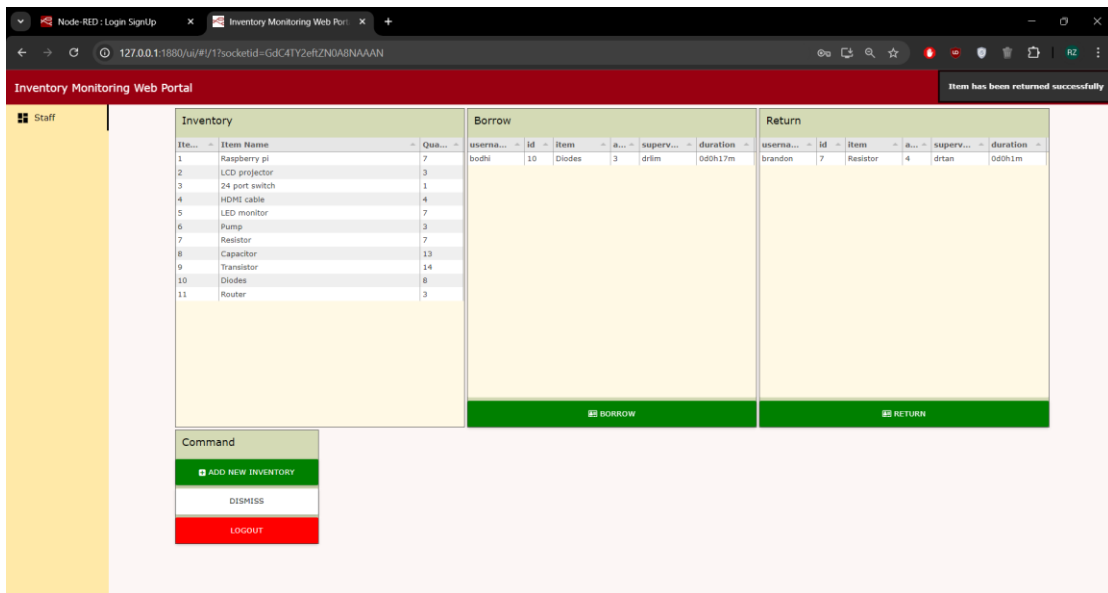 Node-RED : Login SignUp
Inventory Monitoring Web Port
127.0.0.1:1880/ui/#!/1?socketid=GdC4TY2eftZN0A8NAAAN
RZ
Inventory Monitoring Web Portal
Item has been returned successfully
Staff
Inventory
Ite... Item Name Qua...
1 Raspberry pi 7
2 LCD projector 3
3 24 port switch 1
4 HDMI cable 4
5 LED monitor 7
6 Pump 3
7 Resistor 7
8 Capacitor 13
9 Transistor 14
10 Diodes 8
11 Router 3
Borrow
userna... id item a... superv... duration
bodhi 10 Diodes 3 drlim 0d0h17m
BORROW
Return
userna... id item a... superv... duration
brandon 7 Resistor 4 drtan 0d0h1m
RETURN
Command
ADD NEW INVENTORY
DISMISS
LOGOUT